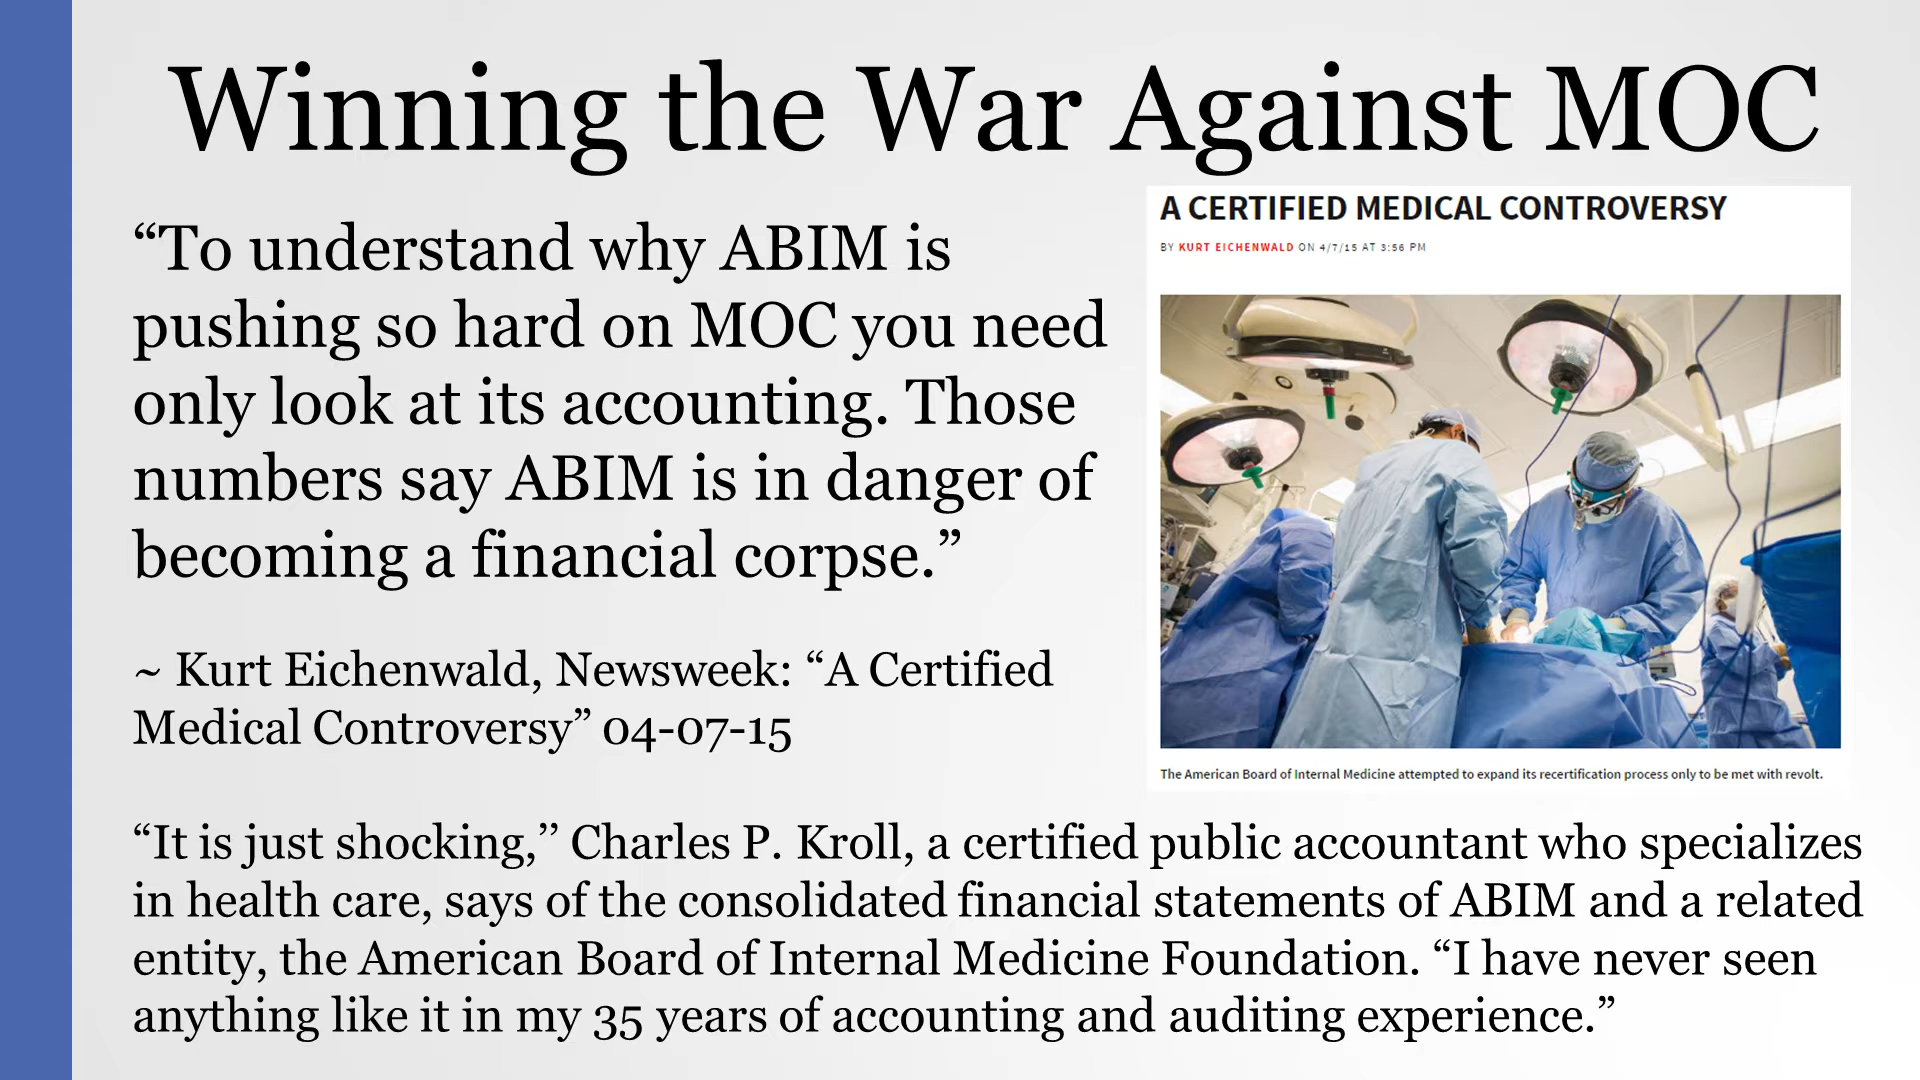 Winning the War Against MOC
“To understand why ABIM is
pushing so hard on MOC you need
only look at its accounting. Those
numbers say ABIM is in danger of
becoming a financial corpse.”
~ Kurt Eichenwald, Newsweek: “A Certified
Medical Controversy” 04-07-15
A CERTIFIED MEDICAL CONTROVERSY
BY KURT EICHENWALD ON 4/7/15 AT 3:56 PM
The American Board of Internal Medicine attempted to expand its recertification process only to be met with revolt.
“It is just shocking,’’ Charles P. Kroll, a certified public accountant who specializes
in health care, says of the consolidated financial statements of ABIM and a related
entity, the American Board of Internal Medicine Foundation. “I have never seen
anything like it in my 35 years of accounting and auditing experience.”